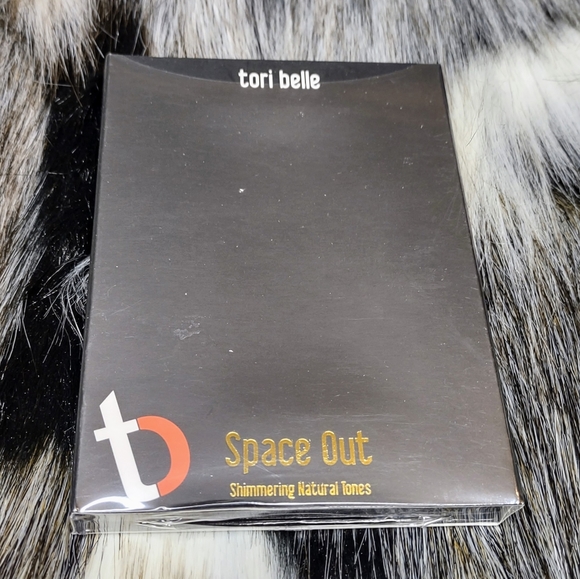 tori belle
tb
Space Out
Shimmering Natural Tones